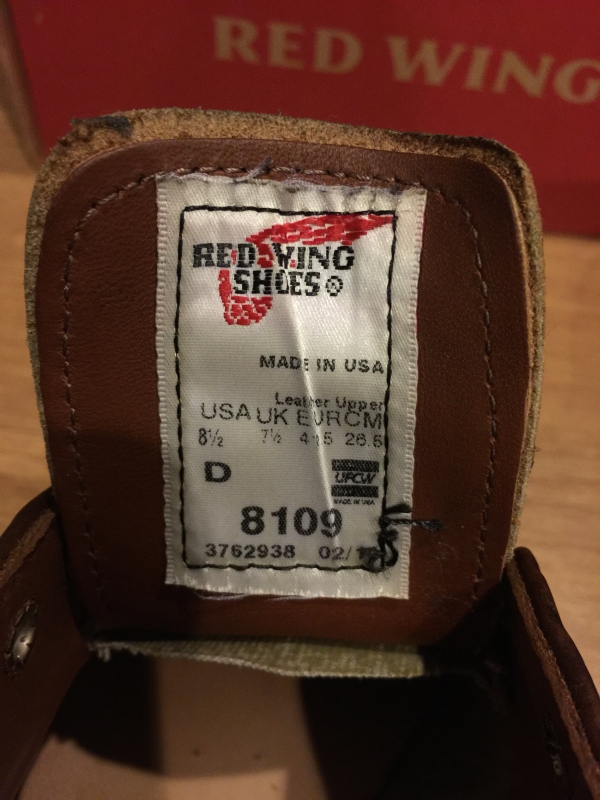 RED WING
RED WING
SHOES®
MADE IN USA
Leather Upper
USA UK EUR CM
8½ 7½ 26.5
D
UFCW
MADE IN USA
8109
3762938 02/